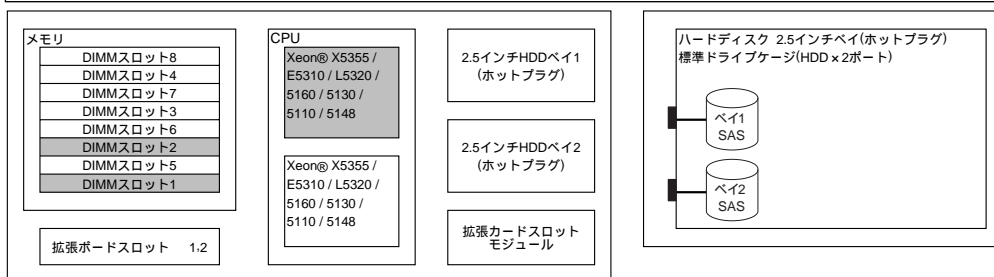 メモリ
DIMMスロット8
DIMMスロット4
DIMMスロット7
DIMMスロット3
DIMMスロット6
DIMMスロット2
DIMMスロット5
DIMMスロット1
拡張ボードスロット 1,2
CPU
Xeon® X5355 /
E5310 / L5320 /
5160 / 5130 /
5110 / 5148
Xeon® X5355 /
E5310 / L5320 /
5160 / 5130 /
5110 / 5148
2.5インチHDDベイ1
(ホットプラグ)
2.5インチHDDベイ2
(ホットプラグ)
拡張カードスロット
モジュール
ハードディスク 2.5インチベイ(ホットプラグ)
標準ドライブケージ(HDD×2ポート)
ベイ1
SAS
ベイ2
SAS